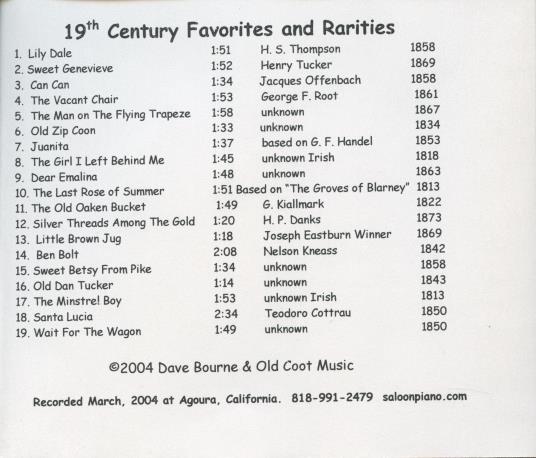 19th Century Favorites and Rarities
1. Lily Dale 1:51 H. S. Thompson 1858
2. Sweet Genevieve 1:52 Henry Tucker 1869
3. Can Can 1:34 Jacques Offenbach 1858
4. The Vacant Chair 1:53 George F. Root 1861
5. The Man on The Flying Trapeze 1:58 unknown 1867
6. Old Zip Coon 1:33 unknown 1834
7. Juanita 1:37 based on G. F. Handel 1853
8. The Girl I Left Behind Me 1:45 unknown Irish 1818
9. Dear Emalina 1:48 unknown 1863
10. The Last Rose of Summer 1:51 Based on "The Groves of Blarney" 1813
11. The Old Oaken Bucket 1:49 G. Kiallmark 1822
12. Silver Threads Among The Gold 1:20 H. P. Danks 1873
13. Little Brown Jug 1:18 Joseph Eastburn Winner 1869
14. Ben Bolt 2:08 Nelson Kneass 1842
15. Sweet Betsy From Pike 1:34 unknown 1858
16. Old Dan Tucker 1:14 unknown 1843
17. The Minstrel Boy 1:53 unknown Irish 1813
18. Santa Lucia 2:34 Teodoro Cottrau 1850
19. Wait For The Wagon 1:49 unknown 1850
©2004 Dave Bourne & Old Coot Music
Recorded March, 2004 at Agoura, California. 818-991-2479 saloonpiano.com